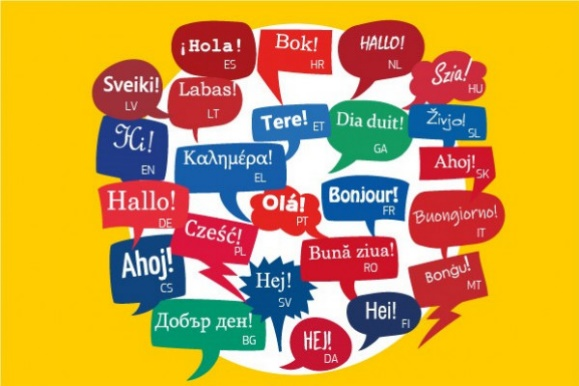 ¡Hola!
ES
Bok!
HR
HALLO!
NL
Szia!
HU
Sveiki!
LV
Labas!
LT
Tere!
ET
Dia duit!
GA
Živjo!
SL
Hi!
EN
Καλημέρα!
EL
Ahoj!
SK
Hallo!
DE
Olá!
PT
Bonjour!
FR
Buongiorno!
IT
Cześć!
PL
Bună ziua!
RO
Ahoj!
CS
Hej!
SV
Bonġu!
MT
Добър ден!
BG
HEJ!
DA
Hei!
FI